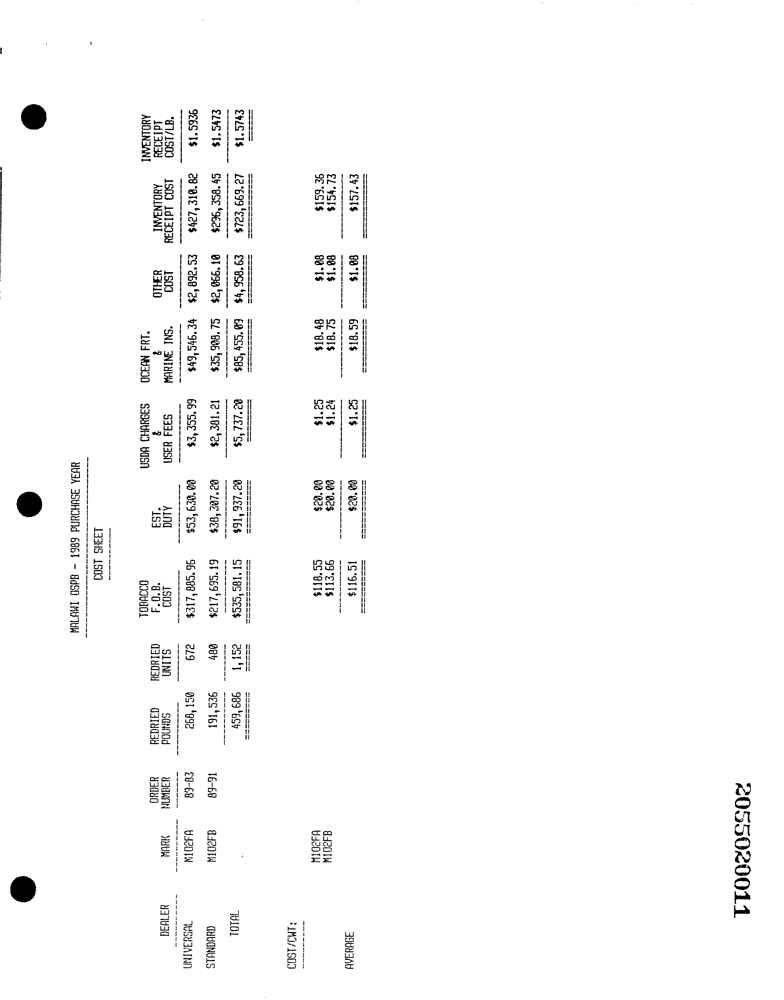 MALAWI OSPB - 1989 PURCHASE YEAR
COST SHEET
DEALER MARK ORDER NUMBER REDRIED POUNDS REDRIED UNITS TOBACCO F.O.B. COST EST. DUTY USDA CHARGES & USER FEES OCEAN FRT. & MARINE INS. OTHER COST INVENTORY RECEIPT COST INVENTORY RECEIPT COST/LB.
UNIVERSAL M102FA 89-83 268,150 672 $317,885.96 $53,630.00 $3,355.99 $49,546.34 $2,892.53 $427,310.82 $1.5936
STANDARD M102FB 89-91 191,536 480 $217,695.19 $38,307.20 $2,381.21 $35,908.75 $2,066.10 $296,358.45 $1.5473
TOTAL 459,686 1,152 $535,581.15 $91,937.20 $5,737.20 $85,455.09 $4,958.63 $723,669.27 $1.5743
COST/CWT:
M102FA $118.55 $20.00 $1.25 $18.48 $1.08 $159.36
M102FB $113.66 $20.00 $1.24 $18.75 $1.08 $154.73
AVERAGE $116.51 $20.00 $1.25 $18.59 $1.08 $157.43
2055020011